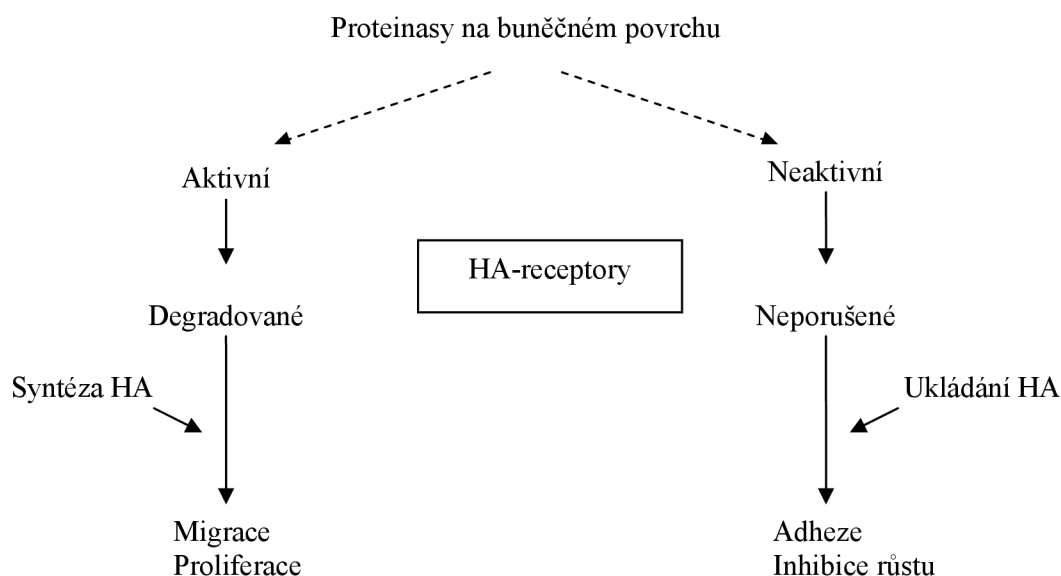 Proteinasy na buněčném povrchu
Aktivní
Neaktivní
HA-receptory
Degradované
Neporušené
Syntéza HA
Ukládání HA
Migrace
Proliferace
Adheze
Inhibice růstu